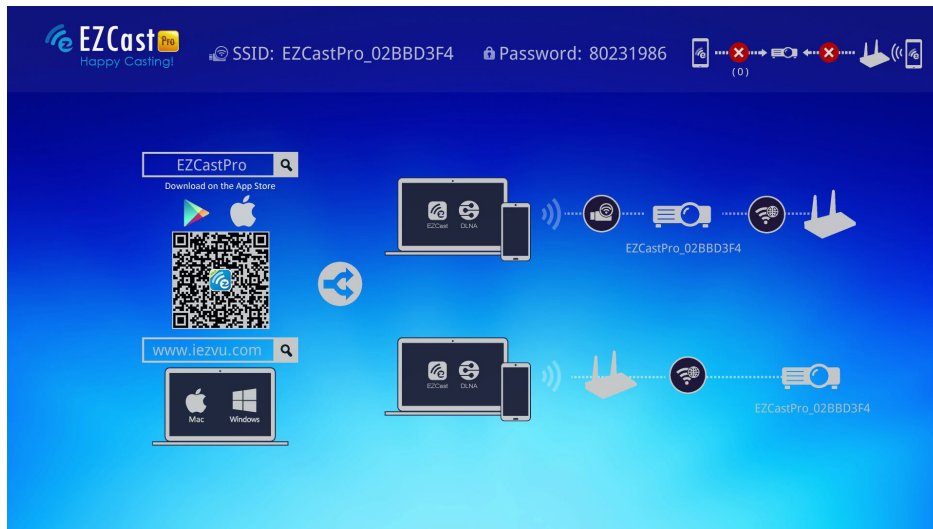 EZCast Pro
Happy Casting!
SSID: EZCastPro_02BBD3F4
Password: 80231986
(0)
EZCastPro
Download on the App Store
EZCast DLNA
EZCastPro_02BBD3F4
www.iezvu.com
Mac Windows
EZCast DLNA
EZCastPro_02BBD3F4